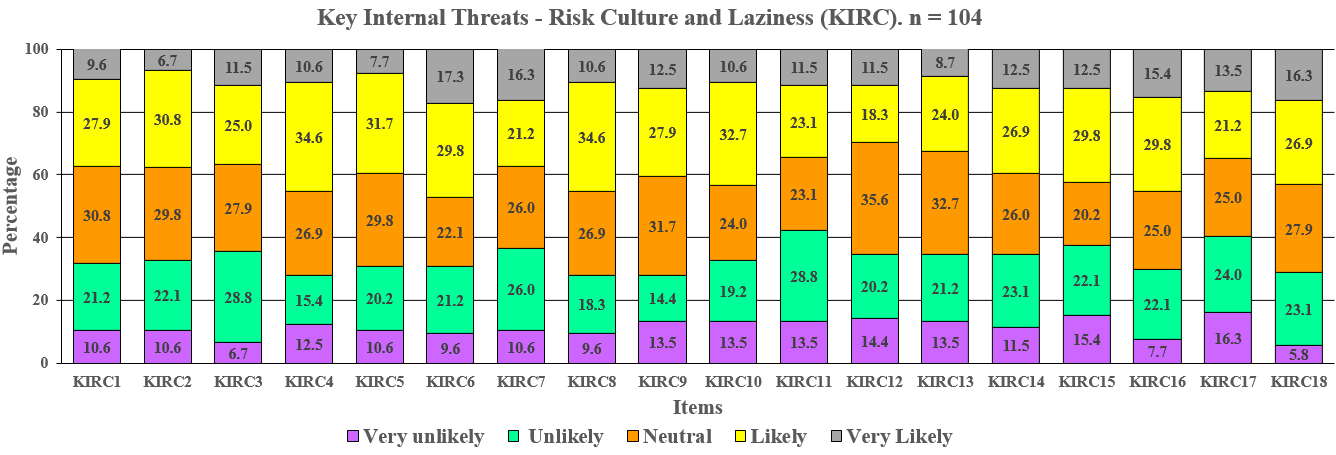 Key Internal Threats - Risk Culture and Laziness (KIRC). n = 104
100
9.6 6.7 11.5 10.6 7.7 17.3 16.3 10.6 12.5 10.6 11.5 11.5 8.7 12.5 12.5 15.4 13.5 16.3
80
27.9 30.8 25.0 34.6 31.7 29.8 21.2 34.6 27.9 32.7 23.1 18.3 24.0 26.9 29.8 29.8 21.2 26.9
60
30.8 29.8 27.9 26.9 29.8 22.1 26.0 26.9 31.7 24.0 23.1 35.6 32.7 26.0 20.2 25.0 25.0 27.9
40
21.2 22.1 28.8 15.4 20.2 21.2 26.0 18.3 14.4 19.2 28.8 20.2 21.2 23.1 22.1 22.1 24.0 23.1
20
10.6 10.6 6.7 12.5 10.6 9.6 10.6 9.6 13.5 13.5 13.5 14.4 13.5 11.5 15.4 7.7 16.3 5.8
0
Percentage
KIRC1 KIRC2 KIRC3 KIRC4 KIRC5 KIRC6 KIRC7 KIRC8 KIRC9 KIRC10 KIRC11 KIRC12 KIRC13 KIRC14 KIRC15 KIRC16 KIRC17 KIRC18
Items
Very unlikely Unlikely Neutral Likely Very Likely